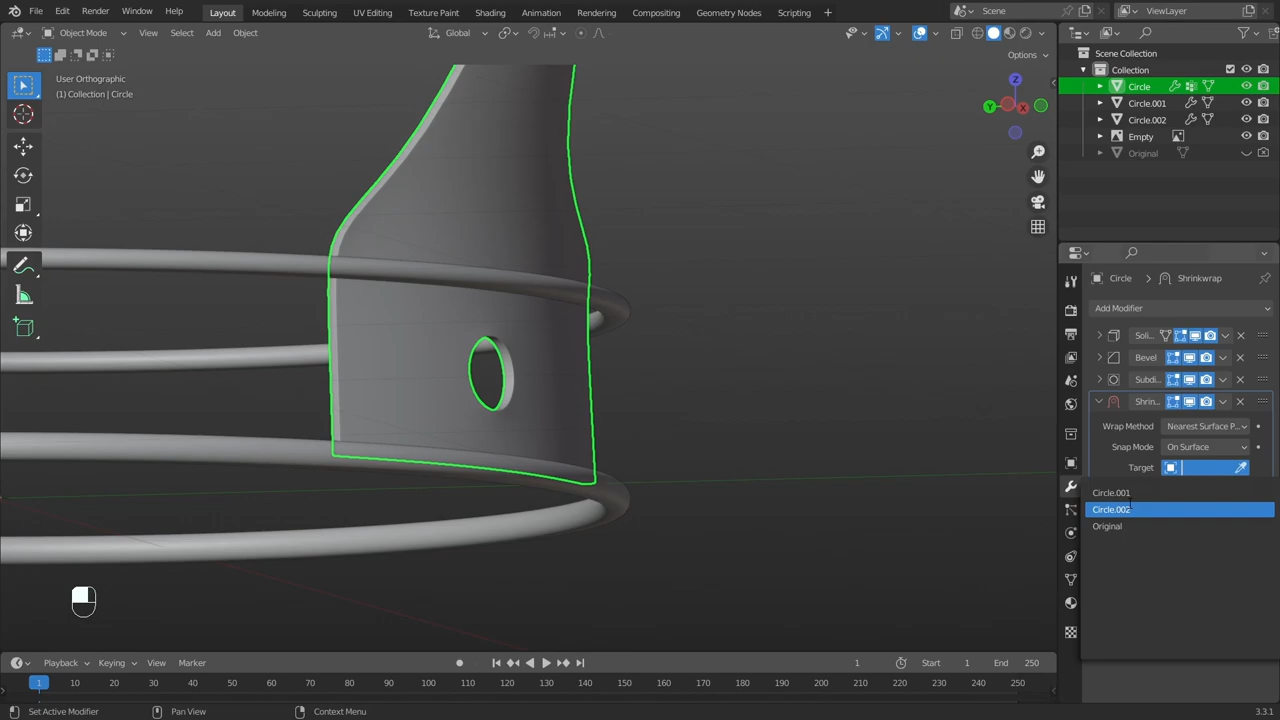 File Edit Render Window Help Layout Modeling Sculpting UV Editing Texture Paint Shading Animation Rendering Compositing Geometry Nodes Scripting + Scene ViewLayer
Object Mode View Select Add Object Global
Options
User Orthographic
(1) Collection | Circle
Z
Y
X
Scene Collection
Collection
Circle
Circle.001
Circle.002
Empty
Original
Circle > Shrinkwrap
Add Modifier
Soli...
Bevel
Subdi...
Shrin...
Wrap Method Nearest Surface P...
Snap Mode On Surface
Target
Circle.001
Circle.002
Original
Playback Keying View Marker 1 Start 1 End 250
1 10 20 30 40 50 60 70 80 90 100 110 120 130 140 150 160 170 180 190 200 210 220 230 240 250
Set Active Modifier Pan View Context Menu 3.3.1